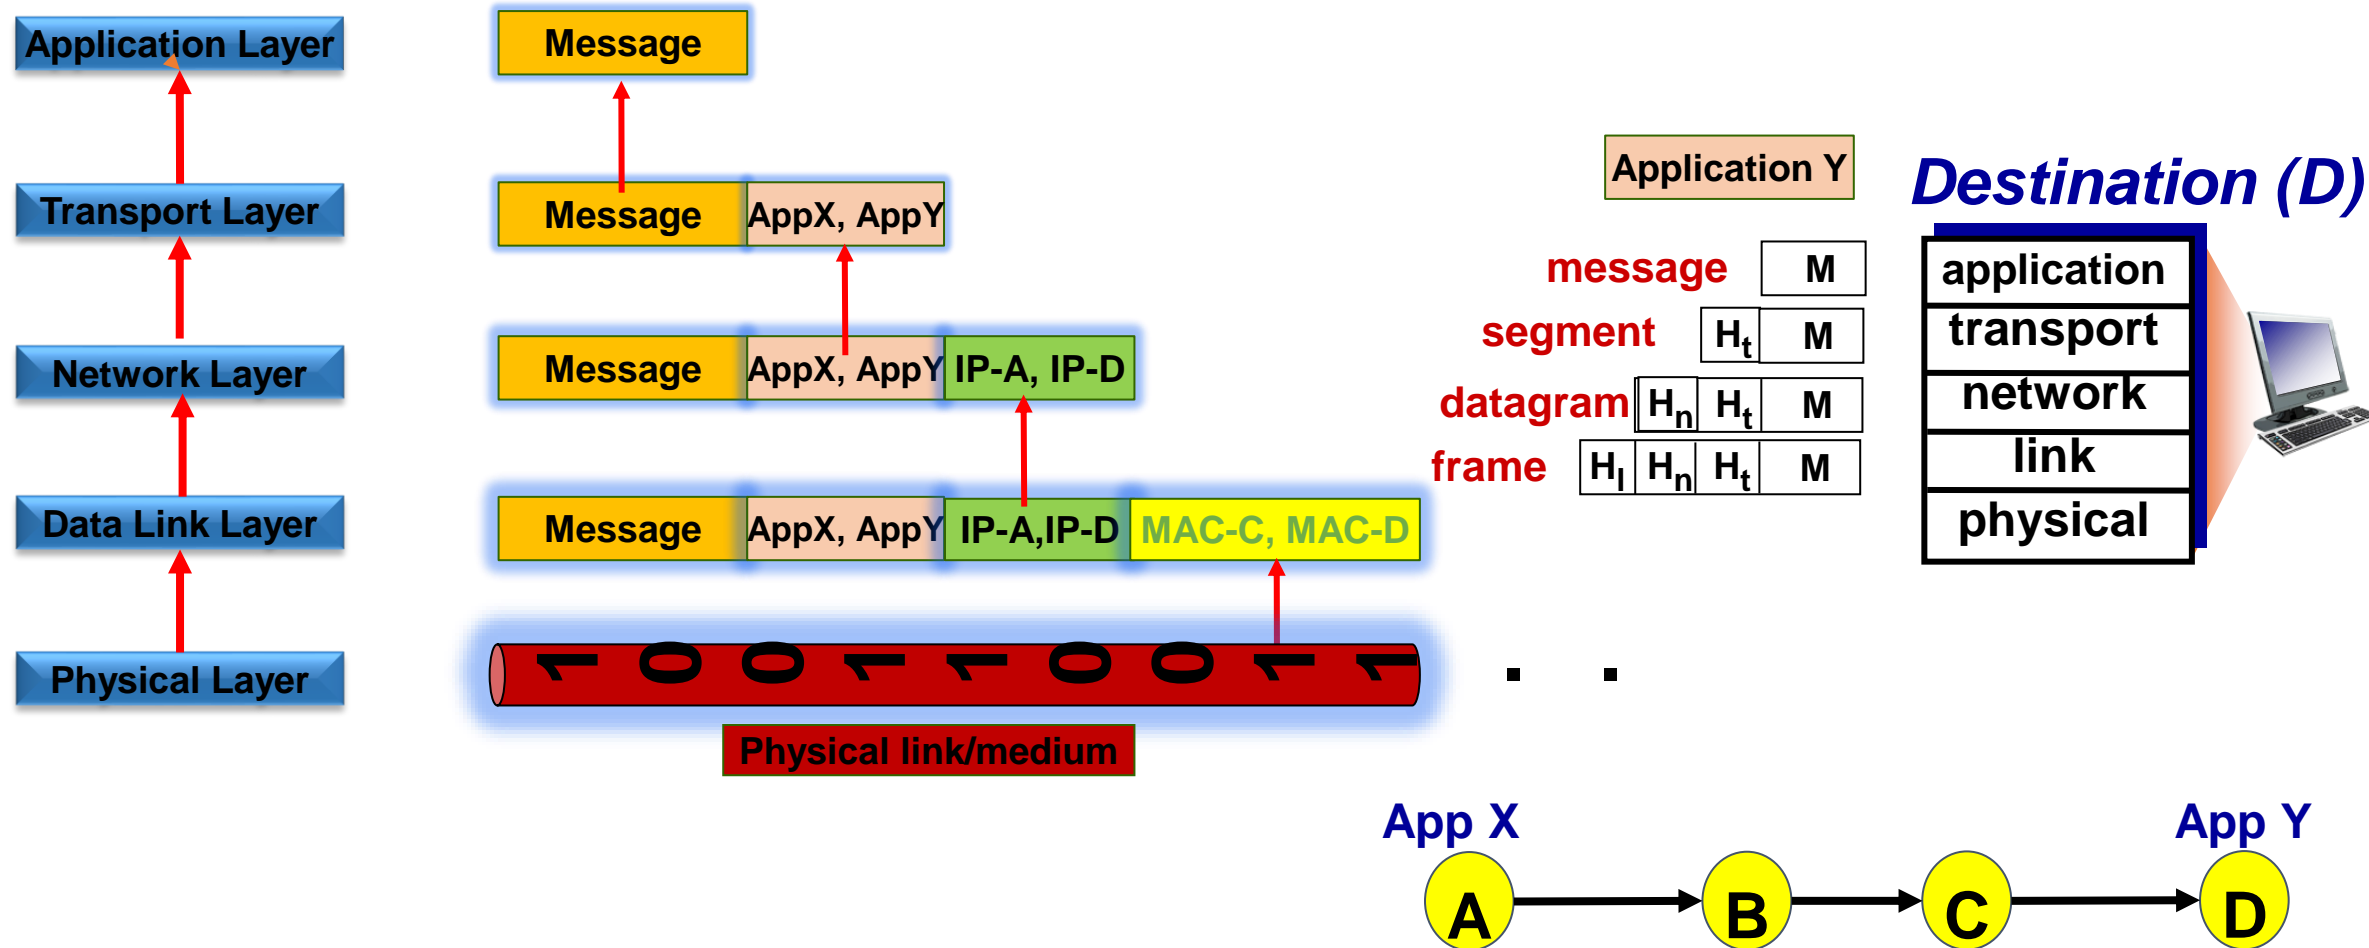 Application Layer
Message
Transport Layer
Message
AppX, AppY
Network Layer
Message
AppX, AppY
IP-A, IP-D
Data Link Layer
Message
AppX, AppY
IP-A,IP-D
MAC-C, MAC-D
Physical Layer
1 0 0 1 1 0 0 1 1 . .
Physical link/medium
Application Y
Destination (D)
message M
segment Ht M
datagram Hn Ht M
frame Hl Hn Ht M
application
transport
network
link
physical
App X
App Y
A
B
C
D